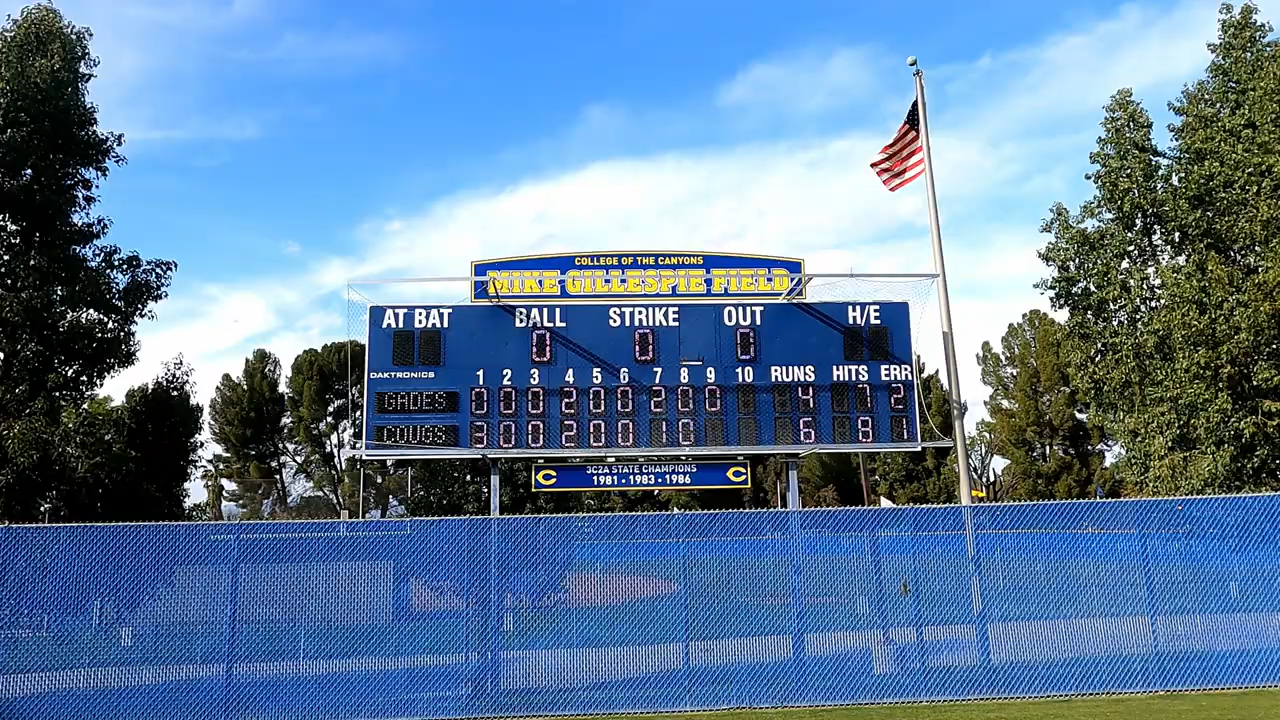 COLLEGE OF THE CANYONS
MIKE GILLESPIE FIELD
AT BAT BALL STRIKE OUT H/E
0 0 0
DAKTRONICS 1 2 3 4 5 6 7 8 9 10 RUNS HITS ERR
GADES 0 0 0 2 0 0 2 0 0 4 7 2
COUGS 3 0 0 2 0 0 1 0 6 8 1
3C2A STATE CHAMPIONS
C 1981 • 1983 • 1986 C